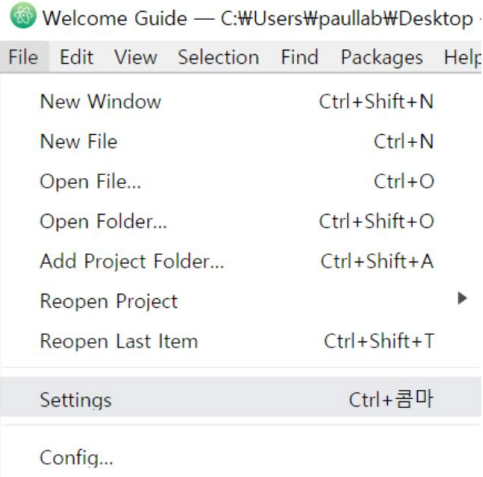 Welcome Guide — C:₩Users₩paullab₩Desktop -
File Edit View Selection Find Packages Help
New Window Ctrl+Shift+N
New File Ctrl+N
Open File... Ctrl+O
Open Folder... Ctrl+Shift+O
Add Project Folder... Ctrl+Shift+A
Reopen Project
Reopen Last Item Ctrl+Shift+T
Settings Ctrl+콤마
Config...